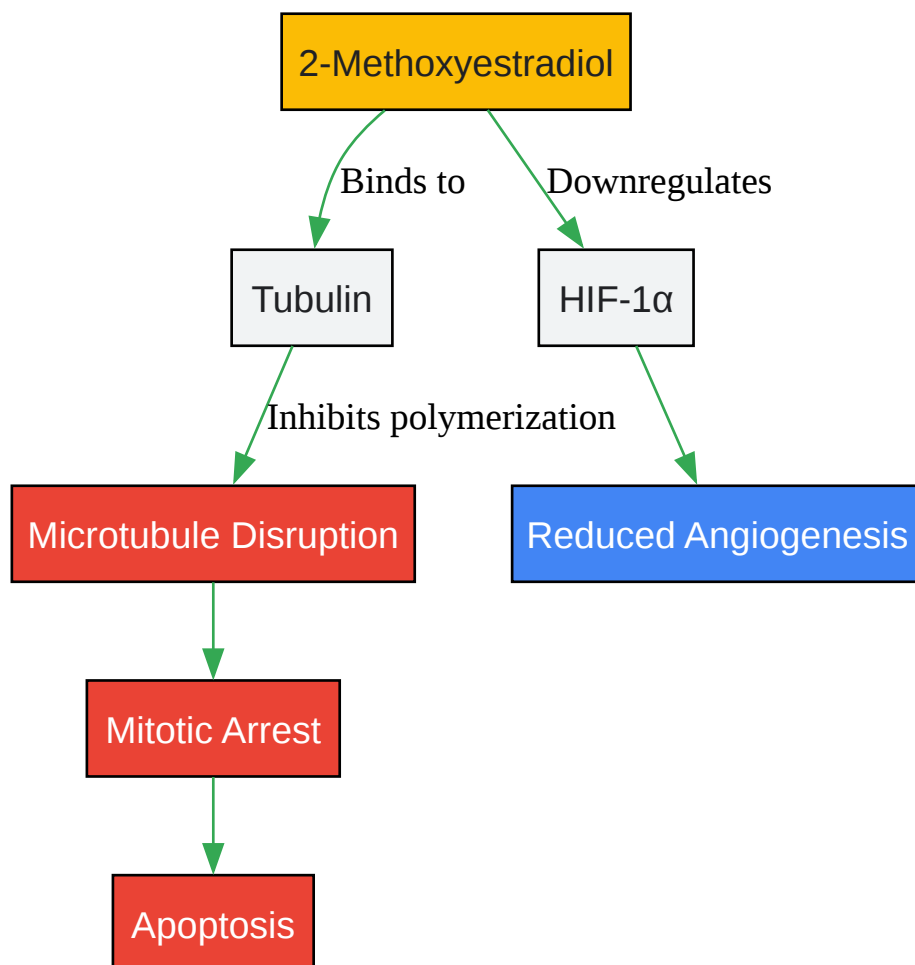 2-Methoxyestradiol
Binds to
Downregulates
Tubulin
HIF-1α
Inhibits polymerization
Microtubule Disruption
Reduced Angiogenesis
Mitotic Arrest
Apoptosis